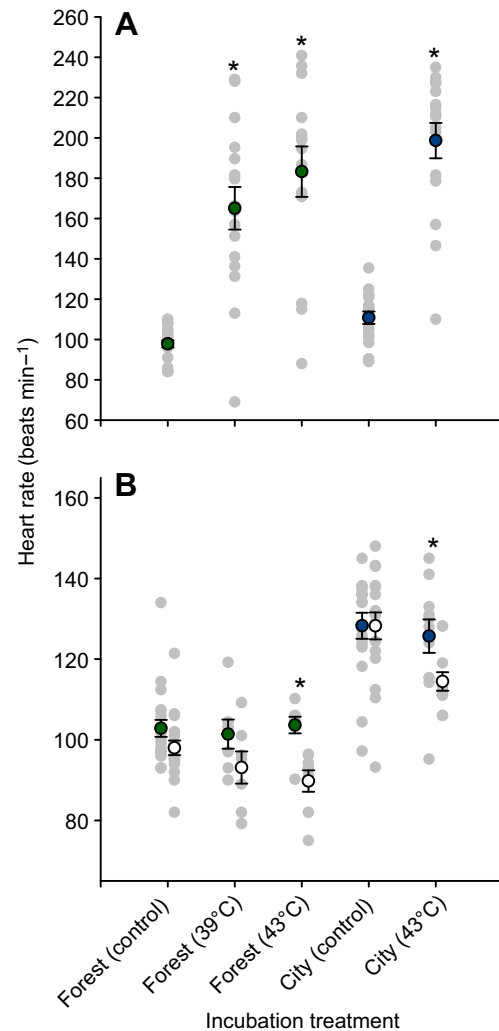 A
260
240
220
200
180
160
140
120
100
80
60
* * *
B
160
140
120
100
80
* *
Heart rate (beats min−1)
Forest (control)
Forest (39°C)
Forest (43°C)
City (control)
City (43°C)
Incubation treatment